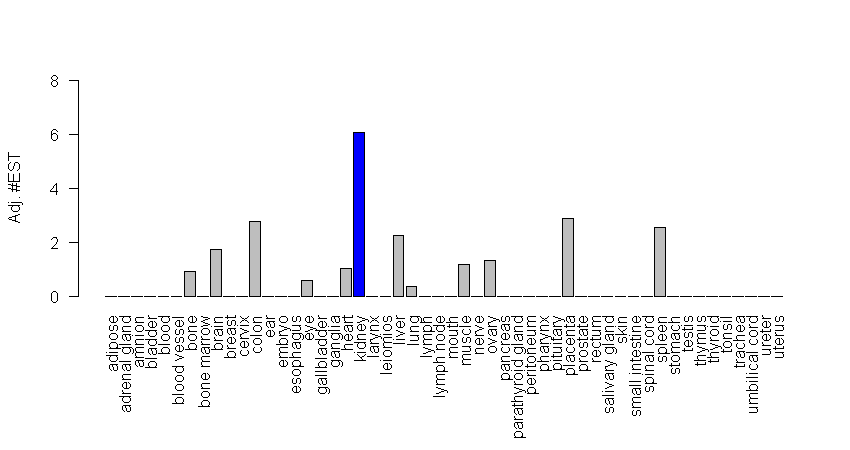 8
6
4
2
0
Adj. #EST
adipose
adrenal gland
amnion
bladder
blood
blood vessel
bone
bone marrow
brain
breast
cervix
colon
ear
embryo
esophagus
eye
gallbladder
ganglia
heart
kidney
larynx
leiomios
liver
lung
lymph
lymph node
mouth
muscle
nerve
ovary
pancreas
parathyroid gland
peritoneum
pharynx
pituitary
placenta
prostate
rectum
salivary gland
skin
small intestine
spinal cord
spleen
stomach
testis
thymus
thyroid
tonsil
trachea
umbilical cord
ureter
uterus